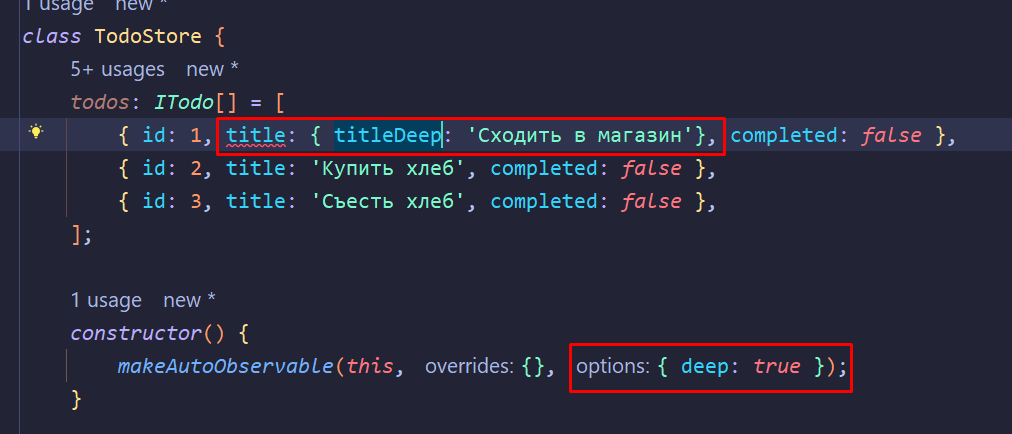 1 usage new *
class TodoStore {
5+ usages new *
todos: ITodo[] = [
{ id: 1, title: { titleDeep: 'Сходить в магазин'}, completed: false },
{ id: 2, title: 'Купить хлеб', completed: false },
{ id: 3, title: 'Съесть хлеб', completed: false },
];
1 usage new *
constructor() {
makeAutoObservable(this, overrides: {}, options: { deep: true });
}